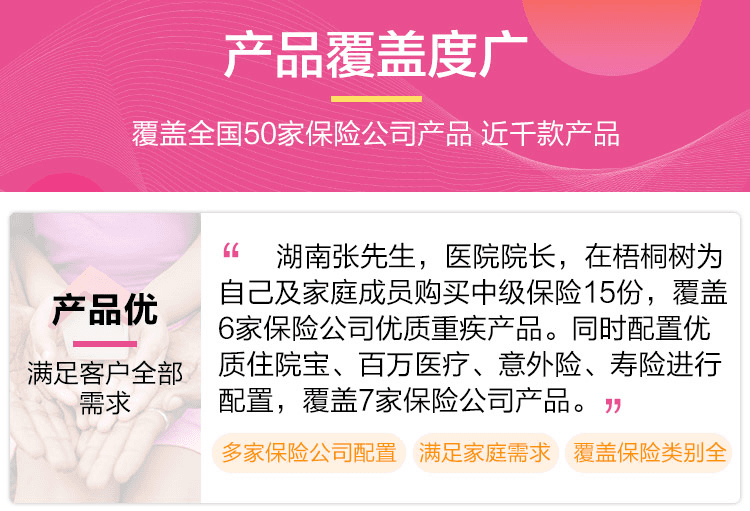 产品覆盖度广
覆盖全国50家保险公司产品 近千款产品
产品优
满足客户全部
需求
“ 湖南张先生，医院院长，在梧桐树为
自己及家庭成员购买中级保险15份，覆盖
6家保险公司优质重疾产品。同时配置优
质住院宝、百万医疗、意外险、寿险进行
配置，覆盖7家保险公司产品。”
多家保险公司配置 满足家庭需求 覆盖保险类别全